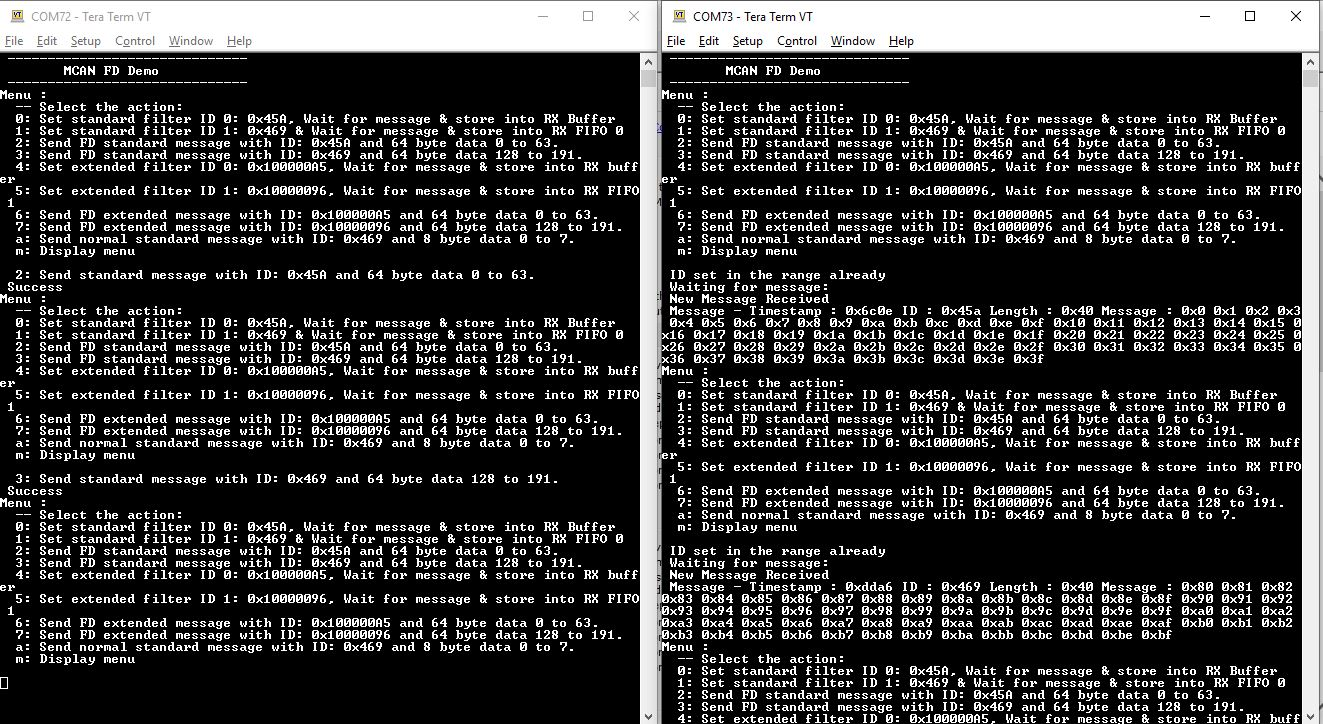 COM72 - Tera Term VT
File Edit Setup Control Window Help
------------------------------
MCAN FD Demo
------------------------------
Menu :
-- Select the action:
0: Set standard filter ID 0: 0x45A, Wait for message & store into RX Buffer
1: Set standard filter ID 1: 0x469 & Wait for message & store into RX FIFO 0
2: Send FD standard message with ID: 0x45A and 64 byte data 0 to 63.
3: Send FD standard message with ID: 0x469 and 64 byte data 128 to 191.
4: Set extended filter ID 0: 0x100000A5, Wait for message & store into RX buff
er
5: Set extended filter ID 1: 0x10000096, Wait for message & store into RX FIFO
1
6: Send FD extended message with ID: 0x100000A5 and 64 byte data 0 to 63.
7: Send FD extended message with ID: 0x10000096 and 64 byte data 128 to 191.
a: Send normal standard message with ID: 0x469 and 8 byte data 0 to 7.
m: Display menu
2: Send standard message with ID: 0x45A and 64 byte data 0 to 63.
Success
Menu :
-- Select the action:
0: Set standard filter ID 0: 0x45A, Wait for message & store into RX Buffer
1: Set standard filter ID 1: 0x469 & Wait for message & store into RX FIFO 0
2: Send FD standard message with ID: 0x45A and 64 byte data 0 to 63.
3: Send FD standard message with ID: 0x469 and 64 byte data 128 to 191.
4: Set extended filter ID 0: 0x100000A5, Wait for message & store into RX buff
er
5: Set extended filter ID 1: 0x10000096, Wait for message & store into RX FIFO
1
6: Send FD extended message with ID: 0x100000A5 and 64 byte data 0 to 63.
7: Send FD extended message with ID: 0x10000096 and 64 byte data 128 to 191.
a: Send normal standard message with ID: 0x469 and 8 byte data 0 to 7.
m: Display menu
3: Send standard message with ID: 0x469 and 64 byte data 128 to 191.
Success
Menu :
-- Select the action:
0: Set standard filter ID 0: 0x45A, Wait for message & store into RX Buffer
1: Set standard filter ID 1: 0x469 & Wait for message & store into RX FIFO 0
2: Send FD standard message with ID: 0x45A and 64 byte data 0 to 63.
3: Send FD standard message with ID: 0x469 and 64 byte data 128 to 191.
4: Set extended filter ID 0: 0x100000A5, Wait for message & store into RX buff
er
5: Set extended filter ID 1: 0x10000096, Wait for message & store into RX FIFO
1
6: Send FD extended message with ID: 0x100000A5 and 64 byte data 0 to 63.
7: Send FD extended message with ID: 0x10000096 and 64 byte data 128 to 191.
a: Send normal standard message with ID: 0x469 and 8 byte data 0 to 7.
m: Display menu
COM73 - Tera Term VT
File Edit Setup Control Window Help
------------------------------
MCAN FD Demo
------------------------------
Menu :
-- Select the action:
0: Set standard filter ID 0: 0x45A, Wait for message & store into RX Buffer
1: Set standard filter ID 1: 0x469 & Wait for message & store into RX FIFO 0
2: Send FD standard message with ID: 0x45A and 64 byte data 0 to 63.
3: Send FD standard message with ID: 0x469 and 64 byte data 128 to 191.
4: Set extended filter ID 0: 0x100000A5, Wait for message & store into RX buff
er
5: Set extended filter ID 1: 0x10000096, Wait for message & store into RX FIFO
1
6: Send FD extended message with ID: 0x100000A5 and 64 byte data 0 to 63.
7: Send FD extended message with ID: 0x10000096 and 64 byte data 128 to 191.
a: Send normal standard message with ID: 0x469 and 8 byte data 0 to 7.
m: Display menu
ID set in the range already
Waiting for message:
New Message Received
Message - Timestamp : 0x6c0e ID : 0x45a Length : 0x40 Message : 0x0 0x1 0x2 0x3
0x4 0x5 0x6 0x7 0x8 0x9 0xa 0xb 0xc 0xd 0xe 0xf 0x10 0x11 0x12 0x13 0x14 0x15 0
x16 0x17 0x18 0x19 0x1a 0x1b 0x1c 0x1d 0x1e 0x1f 0x20 0x21 0x22 0x23 0x24 0x25 0
x26 0x27 0x28 0x29 0x2a 0x2b 0x2c 0x2d 0x2e 0x2f 0x30 0x31 0x32 0x33 0x34 0x35 0
x36 0x37 0x38 0x39 0x3a 0x3b 0x3c 0x3d 0x3e 0x3f
Menu :
-- Select the action:
0: Set standard filter ID 0: 0x45A, Wait for message & store into RX Buffer
1: Set standard filter ID 1: 0x469 & Wait for message & store into RX FIFO 0
2: Send FD standard message with ID: 0x45A and 64 byte data 0 to 63.
3: Send FD standard message with ID: 0x469 and 64 byte data 128 to 191.
4: Set extended filter ID 0: 0x100000A5, Wait for message & store into RX buff
er
5: Set extended filter ID 1: 0x10000096, Wait for message & store into RX FIFO
1
6: Send FD extended message with ID: 0x100000A5 and 64 byte data 0 to 63.
7: Send FD extended message with ID: 0x10000096 and 64 byte data 128 to 191.
a: Send normal standard message with ID: 0x469 and 8 byte data 0 to 7.
m: Display menu
ID set in the range already
Waiting for message:
New Message Received
Message - Timestamp : 0xdda6 ID : 0x469 Length : 0x40 Message : 0x80 0x81 0x82
0x83 0x84 0x85 0x86 0x87 0x88 0x89 0x8a 0x8b 0x8c 0x8d 0x8e 0x8f 0x90 0x91 0x92
0x93 0x94 0x95 0x96 0x97 0x98 0x99 0x9a 0x9b 0x9c 0x9d 0x9e 0x9f 0xa0 0xa1 0xa2
0xa3 0xa4 0xa5 0xa6 0xa7 0xa8 0xa9 0xaa 0xab 0xac 0xad 0xae 0xaf 0xb0 0xb1 0xb2
0xb3 0xb4 0xb5 0xb6 0xb7 0xb8 0xb9 0xba 0xbb 0xbc 0xbd 0xbe 0xbf
Menu :
-- Select the action:
0: Set standard filter ID 0: 0x45A, Wait for message & store into RX Buffer
1: Set standard filter ID 1: 0x469 & Wait for message & store into RX FIFO 0
2: Send FD standard message with ID: 0x45A and 64 byte data 0 to 63.
3: Send FD standard message with ID: 0x469 and 64 byte data 128 to 191.
4: Set extended filter ID 0: 0x100000A5, Wait for message & store into RX buff